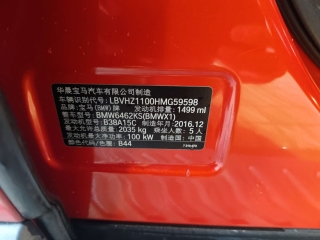 华晨宝马汽车有限公司制造
车辆识别代号 LBVHZ1100HMG59598
品牌 宝马(BMW)牌 发动机排量 1499 ml
整车型号 BMW6462KS(BMWX1)
发动机型号 B38A15C 制造年月 2016.12
最大允许总质量 2035 kg 乘坐人数 5 人
发动机最大净功率 100 kW 制造国 中国
颜色代码/色番 B44